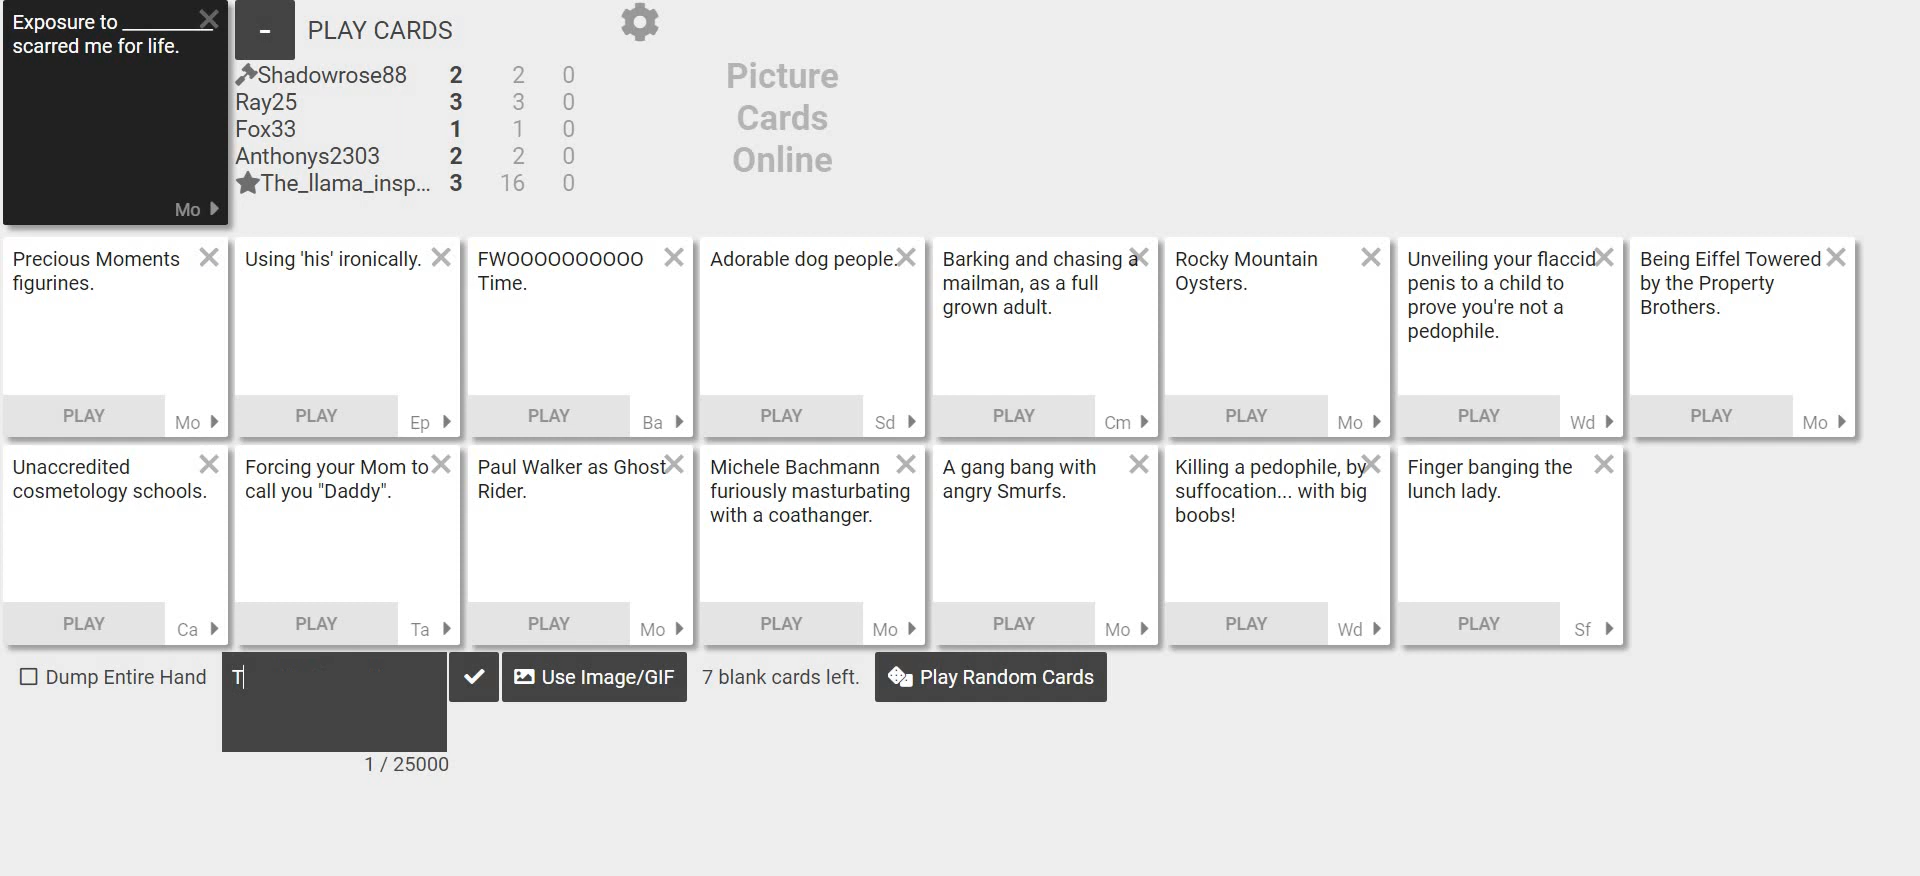 Exposure to _________
scarred me for life.
Mo
-
PLAY CARDS
Shadowrose88 2 2 0
Ray25 3 3 0
Fox33 1 1 0
Anthonys2303 2 2 0
The_llama_insp... 3 16 0
Picture
Cards
Online
Precious Moments
figurines.
PLAY
Mo
Using 'his' ironically.
PLAY
Ep
FWOOOOOOOOOO
Time.
PLAY
Ba
Adorable dog people.
PLAY
Sd
Barking and chasing a
mailman, as a full
grown adult.
PLAY
Cm
Rocky Mountain
Oysters.
PLAY
Mo
Unveiling your flaccid
penis to a child to
prove you're not a
pedophile.
PLAY
Wd
Being Eiffel Towered
by the Property
Brothers.
PLAY
Mo
Unaccredited
cosmetology schools.
PLAY
Ca
Forcing your Mom to
call you "Daddy".
PLAY
Ta
Paul Walker as Ghost
Rider.
PLAY
Mo
Michele Bachmann
furiously masturbating
with a coathanger.
PLAY
Mo
A gang bang with
angry Smurfs.
PLAY
Mo
Killing a pedophile, by
suffocation... with big
boobs!
PLAY
Wd
Finger banging the
lunch lady.
PLAY
Sf
Dump Entire Hand
T
Use Image/GIF
7 blank cards left.
Play Random Cards
1 / 25000